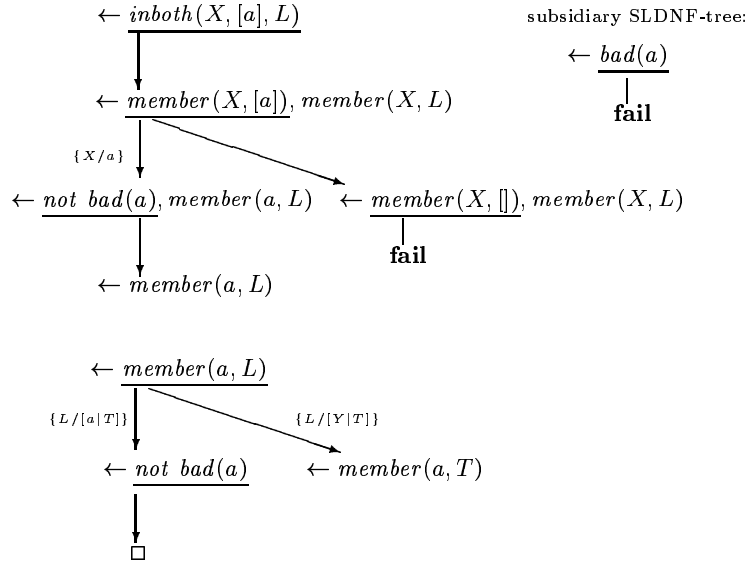 ← inboth(X, [a], L)
subsidiary SLDNF-tree:
← bad(a)
fail
← member(X, [a]), member(X, L)
{X/a}
← not bad(a), member(a, L)
← member(X, []), member(X, L)
fail
← member(a, L)
← member(a, L)
{L/[a|T]}
{L/[Y|T]}
← not bad(a)
← member(a, T)
□